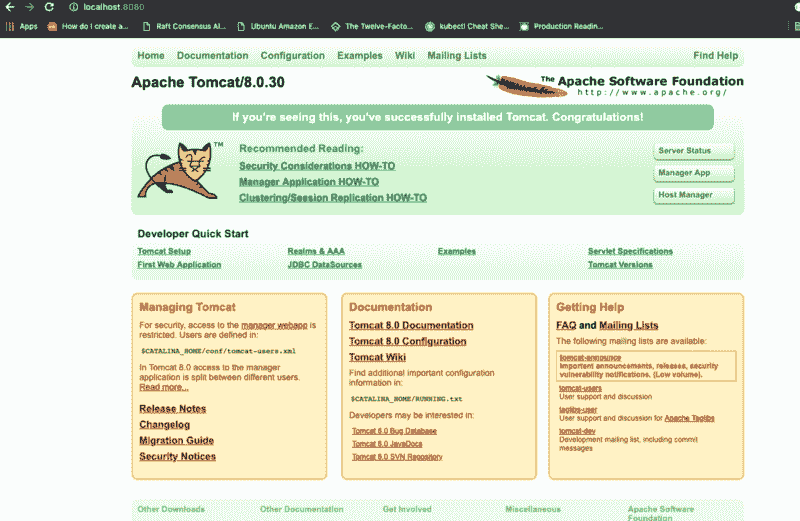 localhost:8080
Apps How do I create a... Raft Consensus Al... Ubuntu Amazon E... The Twelve-Facto... kubectl Cheat She... Production Readin...
Home Documentation Configuration Examples Wiki Mailing Lists Find Help
Apache Tomcat/8.0.30
The Apache Software Foundation
http://www.apache.org/
If you're seeing this, you've successfully installed Tomcat. Congratulations!
TM
Recommended Reading:
Security Considerations HOW-TO
Manager Application HOW-TO
Clustering/Session Replication HOW-TO
Server Status
Manager App
Host Manager
Developer Quick Start
Tomcat Setup Realms & AAA Examples Servlet Specifications
First Web Application JDBC DataSources Tomcat Versions
Managing Tomcat
For security, access to the manager webapp is
restricted. Users are defined in:
$CATALINA_HOME/conf/tomcat-users.xml
In Tomcat 8.0 access to the manager
application is split between different users.
Read more...
Release Notes
Changelog
Migration Guide
Security Notices
Documentation
Tomcat 8.0 Documentation
Tomcat 8.0 Configuration
Tomcat Wiki
Find additional important configuration
information in:
$CATALINA_HOME/RUNNING.txt
Developers may be interested in:
Tomcat 8.0 Bug Database
Tomcat 8.0 JavaDocs
Tomcat 8.0 SVN Repository
Getting Help
FAQ and Mailing Lists
The following mailing lists are available:
tomcat-announce
Important announcements, releases, security
vulnerability notifications. (Low volume).
tomcat-users
User support and discussion
taglibs-user
User support and discussion for Apache Taglibs
tomcat-dev
Development mailing list, including commit
messages
Other Downloads Other Documentation Get Involved Miscellaneous Apache Software
Foundation